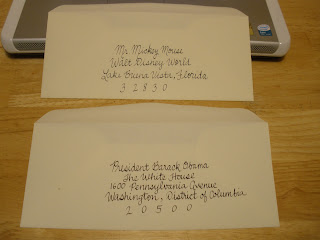 Mr. Mickey Mouse
Walt Disney World
Lake Buena Vista, Florida
32830
President Barack Obama
The White House
1600 Pennsylvania Avenue
Washington, District of Columbia
20500